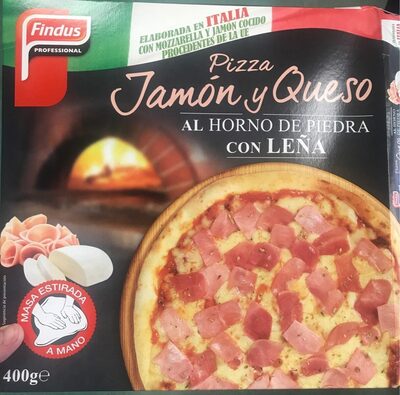 Findus
PROFESSIONAL
ELABORADA EN ITALIA
CON MOZZARELLA Y JAMÓN COCIDO
PROCEDENTES DE LA UE
Pizza
Jamón y Queso
AL HORNO DE PIEDRA
CON LEÑA
MASA ESTIRADA
A MANO
400g℮